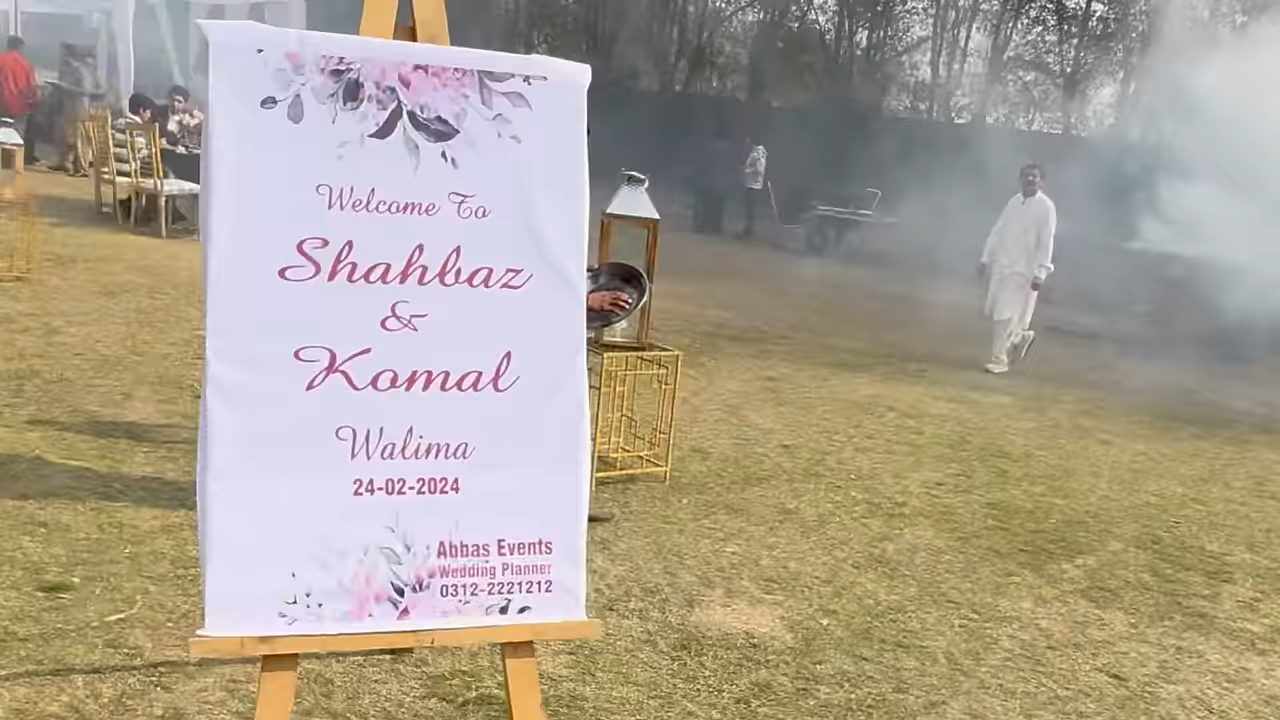 Welcome To
Shahbaz
&
Komal
Walima
24-02-2024
Abbas Events
Wedding Planner
0312-2221212